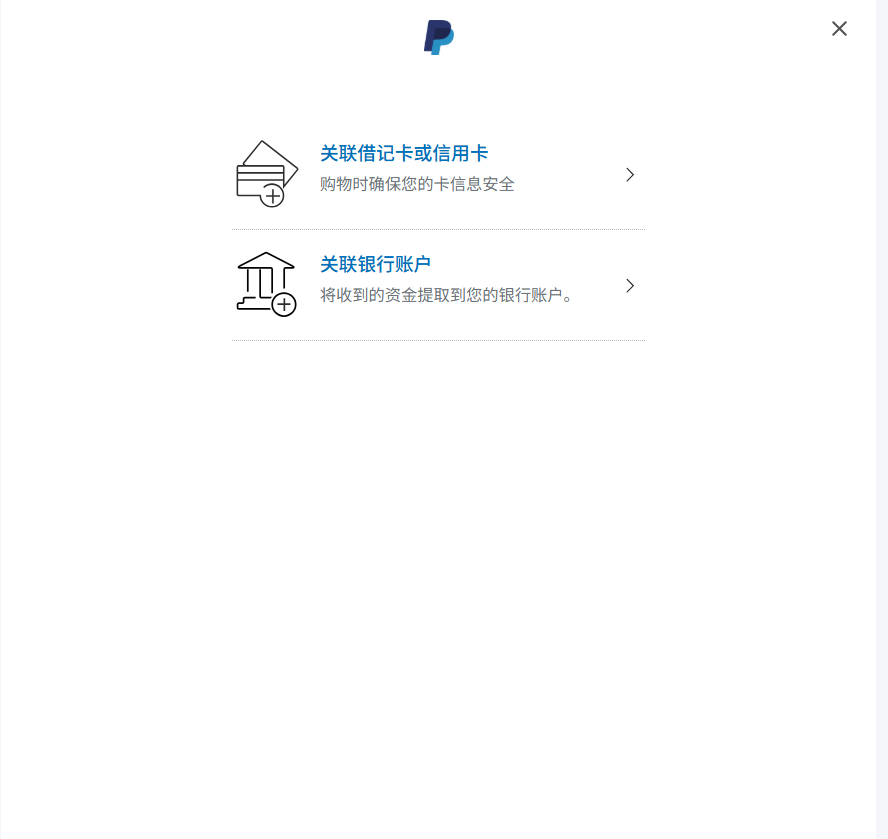 关联借记卡或信用卡
购物时确保您的卡信息安全
关联银行账户
将收到的资金提取到您的银行账户。